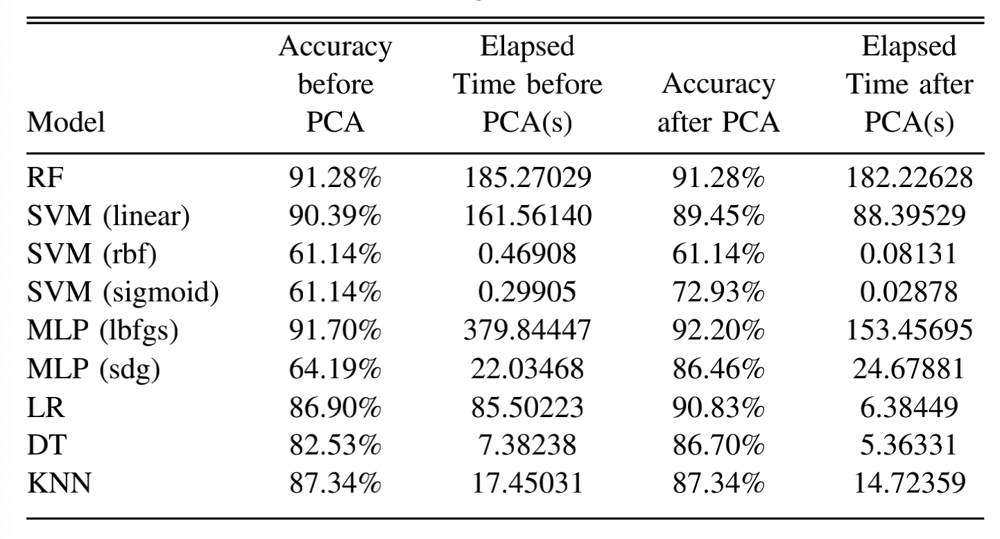 Accuracy Elapsed Elapsed
before Time before Accuracy Time after
Model PCA PCA(s) after PCA PCA(s)
RF 91.28% 185.27029 91.28% 182.22628
SVM (linear) 90.39% 161.56140 89.45% 88.39529
SVM (rbf) 61.14% 0.46908 61.14% 0.08131
SVM (sigmoid) 61.14% 0.29905 72.93% 0.02878
MLP (lbfgs) 91.70% 379.84447 92.20% 153.45695
MLP (sdg) 64.19% 22.03468 86.46% 24.67881
LR 86.90% 85.50223 90.83% 6.38449
DT 82.53% 7.38238 86.70% 5.36331
KNN 87.34% 17.45031 87.34% 14.72359